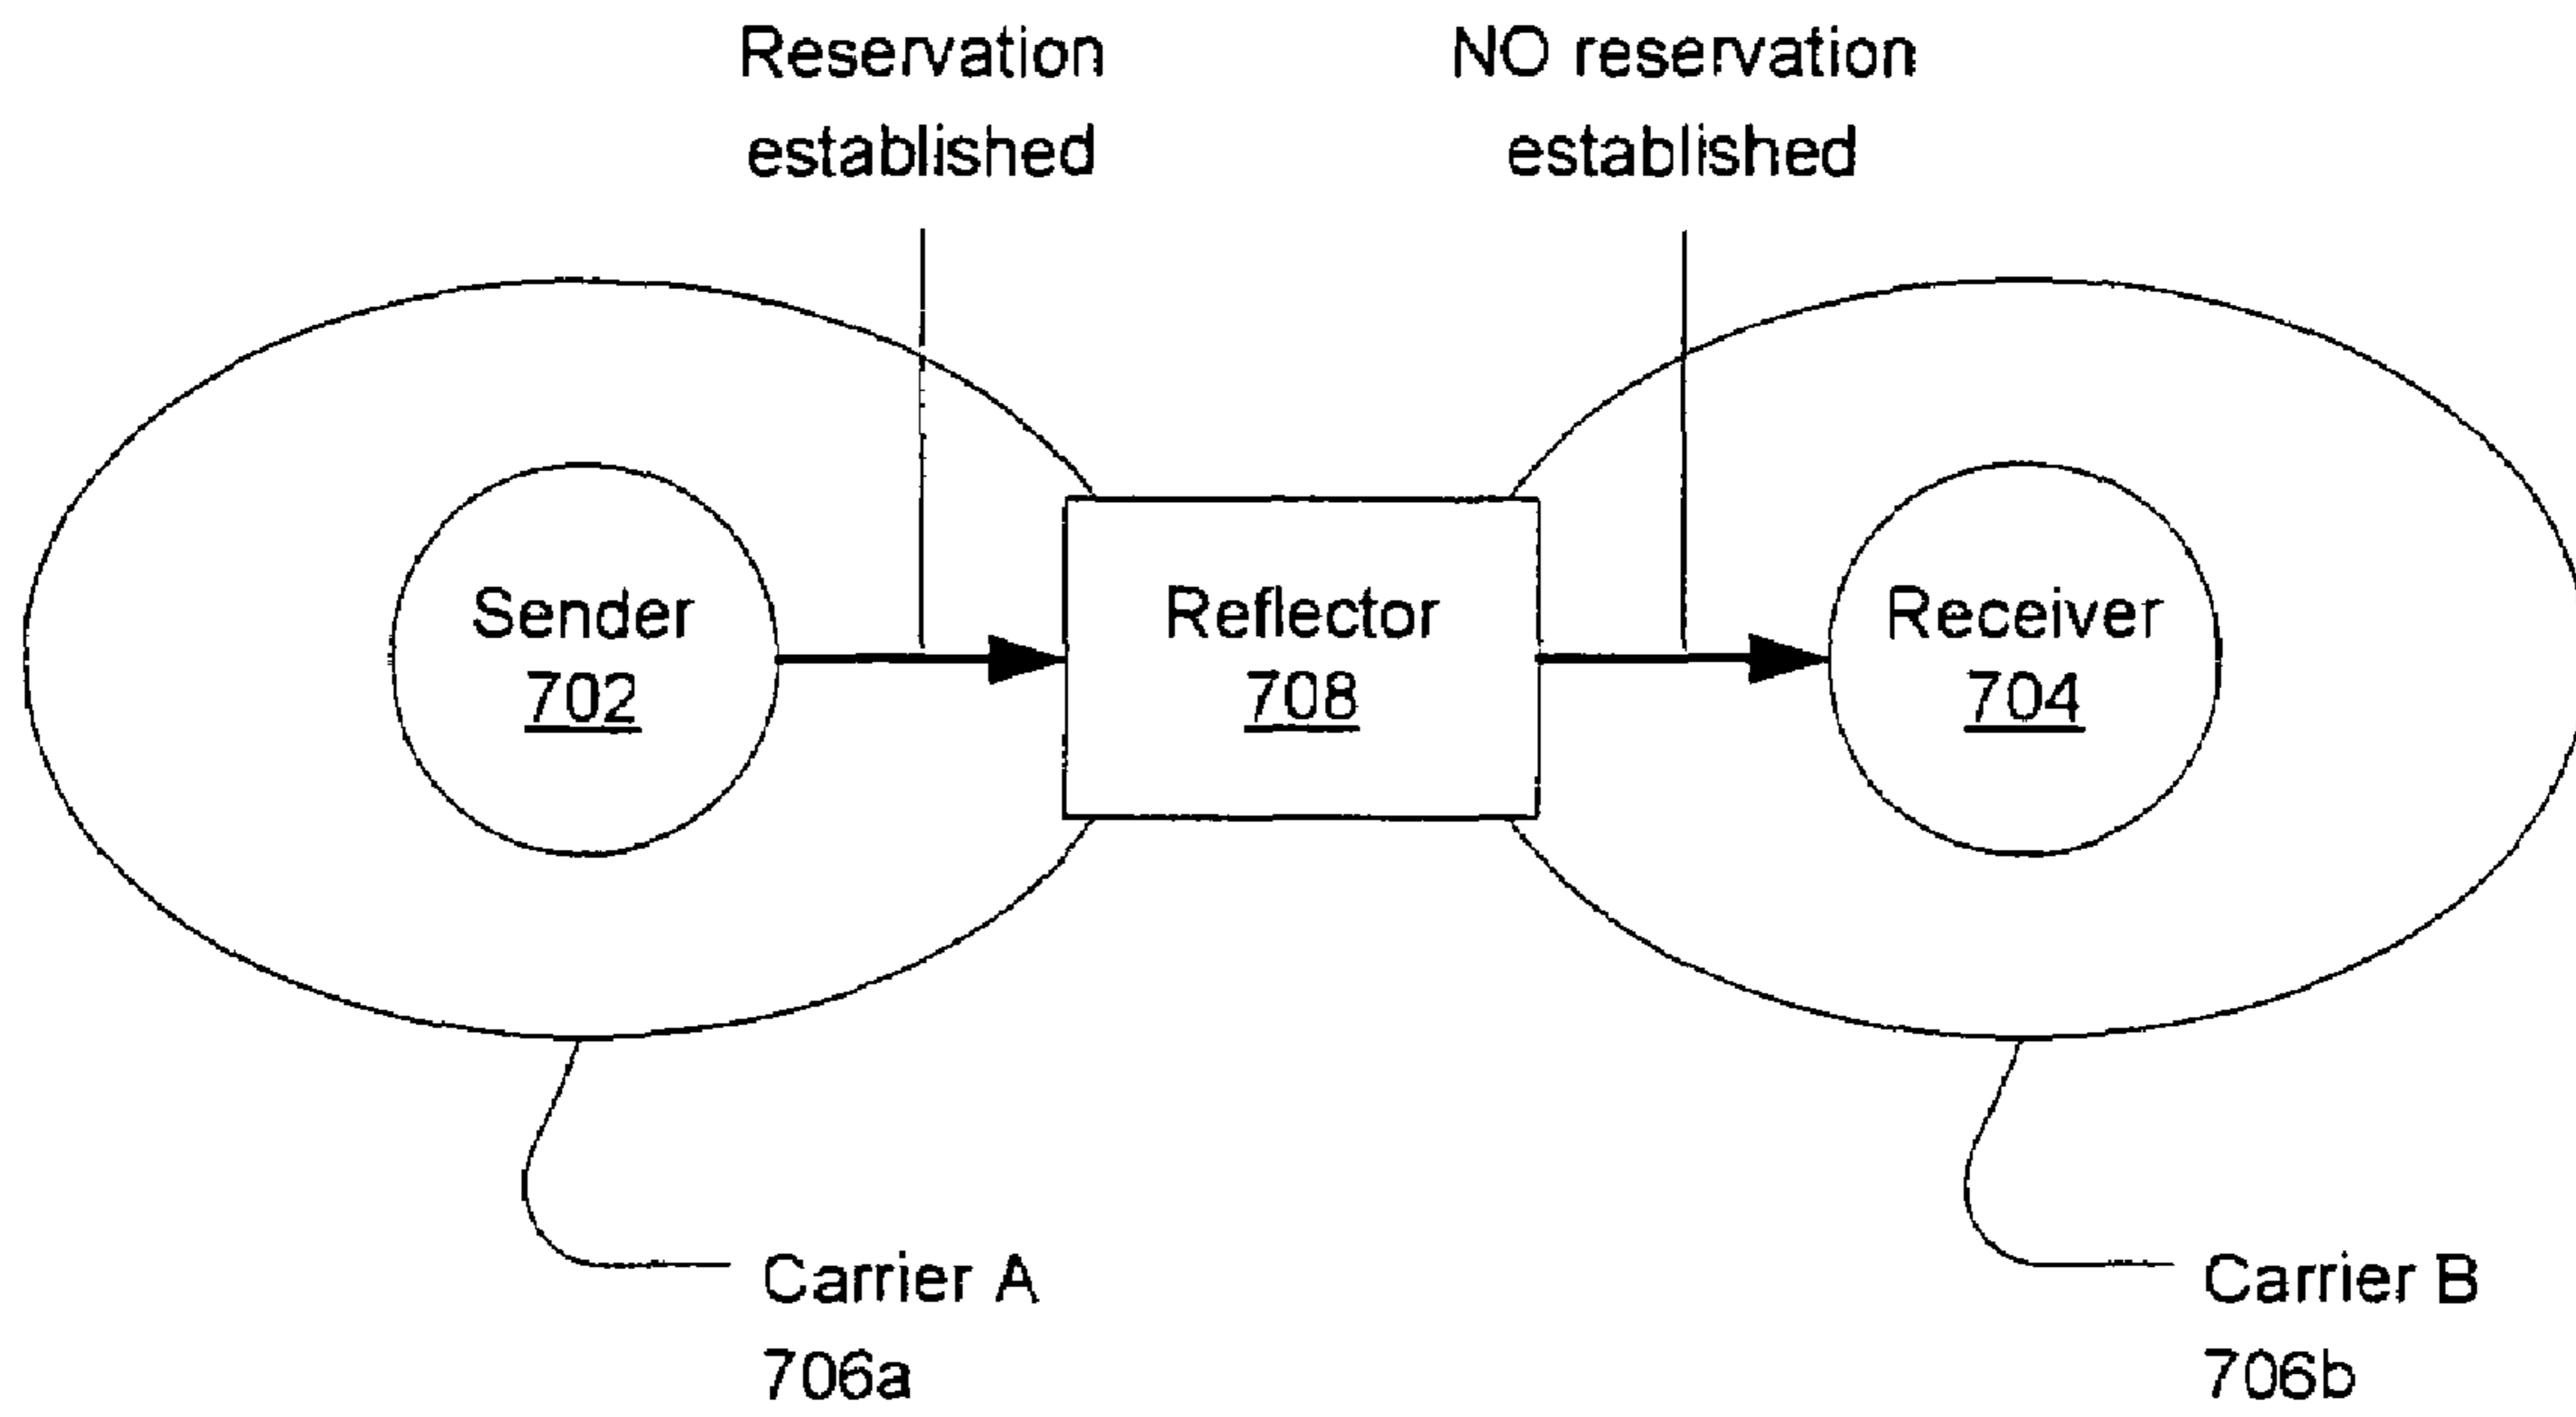 Reservation
established
NO reservation
established
Sender
702
Reflector
708
Receiver
704
Carrier A
706a
Carrier B
706b